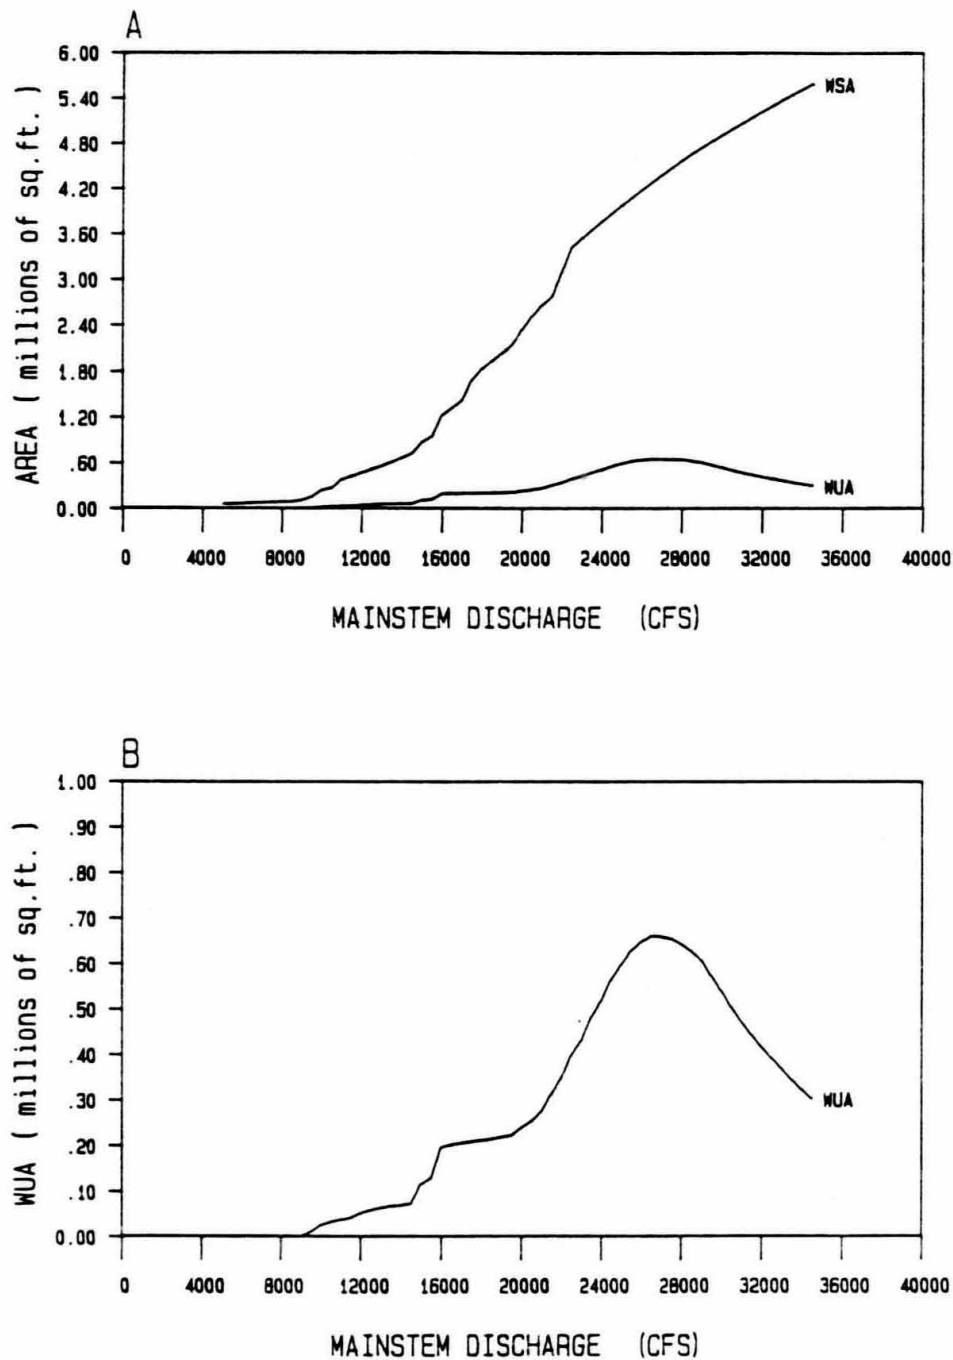 A
AREA ( millions of sq.ft. )
6.00
5.40
4.80
4.20
3.60
3.00
2.40
1.80
1.20
.60
0.00
WSA
WUA
0 4000 8000 12000 16000 20000 24000 28000 32000 36000 40000
MAINSTEM DISCHARGE (CFS)
B
WUA ( millions of sq.ft. )
1.00
.90
.80
.70
.60
.50
.40
.30
.20
.10
0.00
WUA
0 4000 8000 12000 16000 20000 24000 28000 32000 36000 40000
MAINSTEM DISCHARGE (CFS)